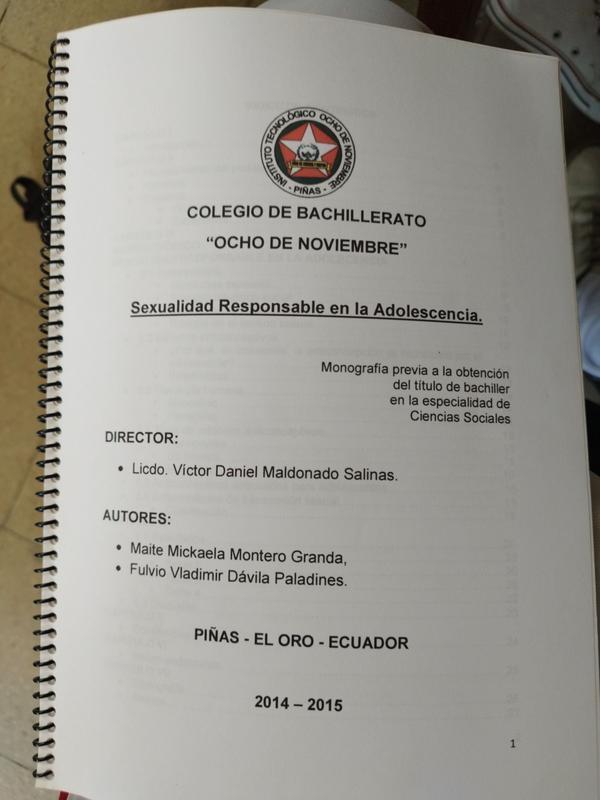 INSTITUTO TECNOLÓGICO OCHO DE NOVIEMBRE
- PIÑAS -
COLEGIO DE BACHILLERATO
“OCHO DE NOVIEMBRE”
Sexualidad Responsable en la Adolescencia.
Monografía previa a la obtención
del título de bachiller
en la especialidad de
Ciencias Sociales
DIRECTOR:
• Licdo. Víctor Daniel Maldonado Salinas.
AUTORES:
• Maite Mickaela Montero Granda,
• Fulvio Vladimir Dávila Paladines.
PIÑAS - EL ORO - ECUADOR
2014 – 2015
1